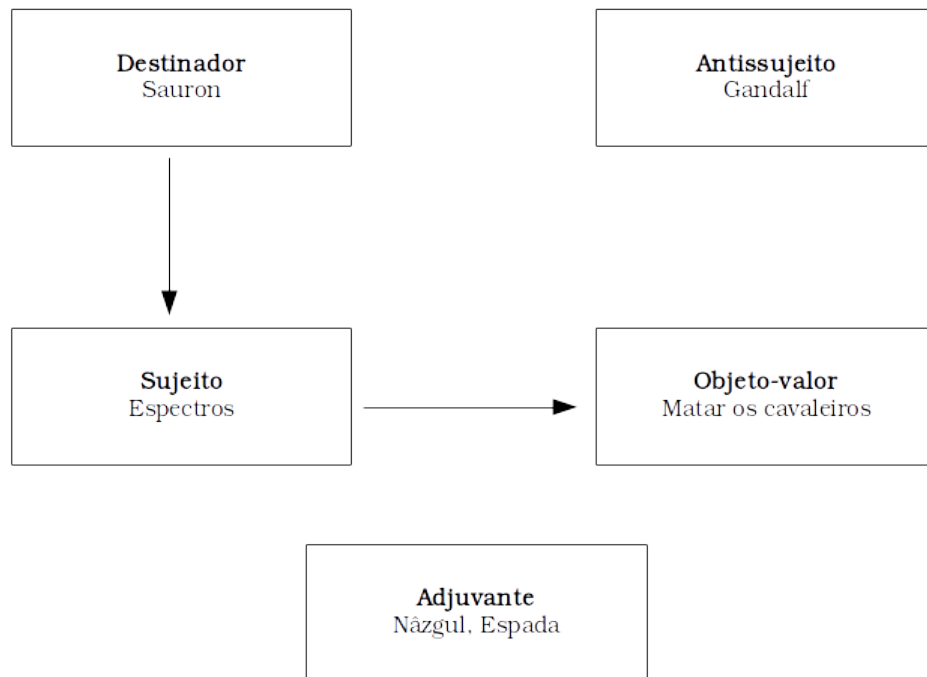 Destinador
Sauron
Antissujeito
Gandalf
Sujeito
Espectros
Objeto-valor
Matar os cavaleiros
Adjuvante
Nâzgul, Espada